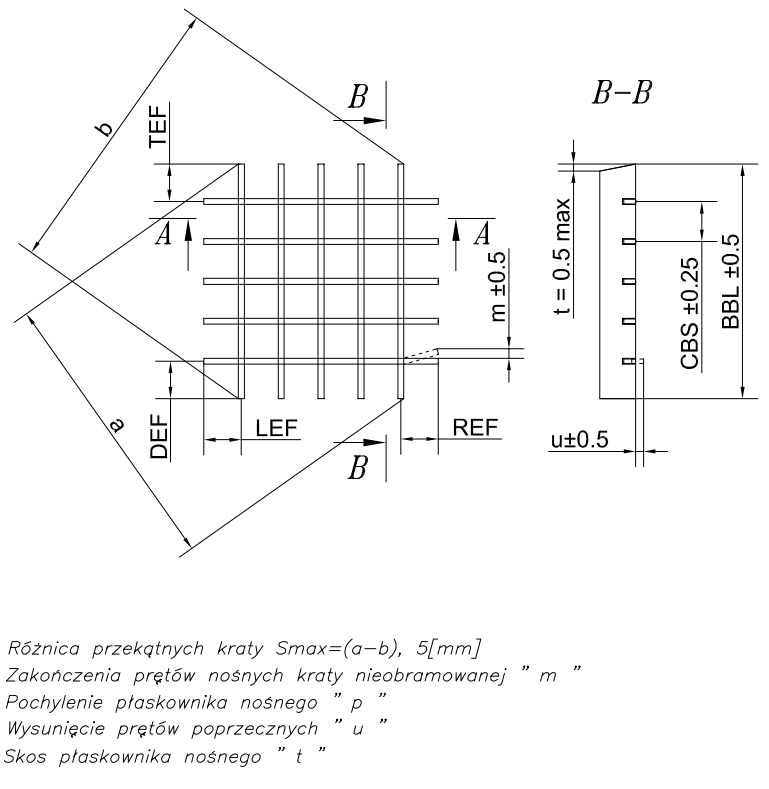 B
B-B
b
TEF
A
A
m ±0.5
t = 0.5 max
CBS ±0.25
BBL ±0.5
a
DEF
LEF
B
REF
u±0.5
Różnica przekątnych kraty Smax=(a-b), 5[mm]
Zakończenia prętów nośnych kraty nieobramowanej " m "
Pochylenie płaskownika nośnego " p "
Wysunięcie prętów poprzecznych " u "
Skos płaskownika nośnego " t "